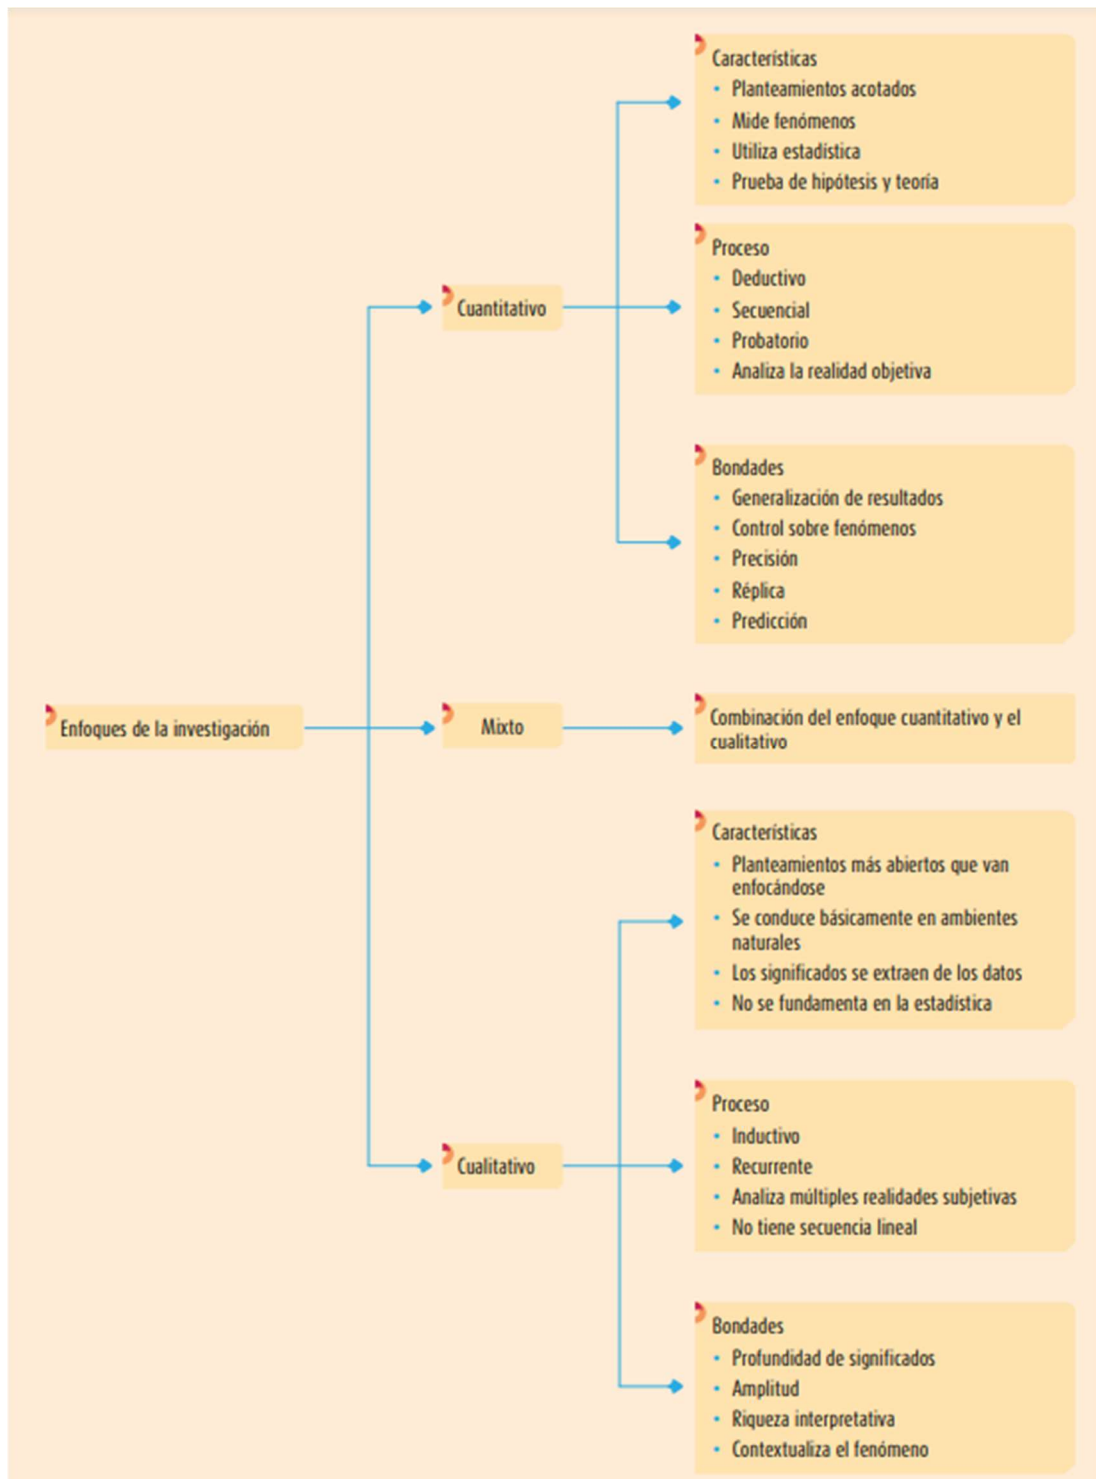 Enfoques de la investigación
Cuantitativo
Características
• Planteamientos acotados
• Mide fenómenos
• Utiliza estadística
• Prueba de hipótesis y teoría
Proceso
• Deductivo
• Secuencial
• Probatorio
• Analiza la realidad objetiva
Bondades
• Generalización de resultados
• Control sobre fenómenos
• Precisión
• Réplica
• Predicción
Mixto
Combinación del enfoque cuantitativo y el
cualitativo
Cualitativo
Características
• Planteamientos más abiertos que van
enfocándose
• Se conduce básicamente en ambientes
naturales
• Los significados se extraen de los datos
• No se fundamenta en la estadística
Proceso
• Inductivo
• Recurrente
• Analiza múltiples realidades subjetivas
• No tiene secuencia lineal
Bondades
• Profundidad de significados
• Amplitud
• Riqueza interpretativa
• Contextualiza el fenómeno